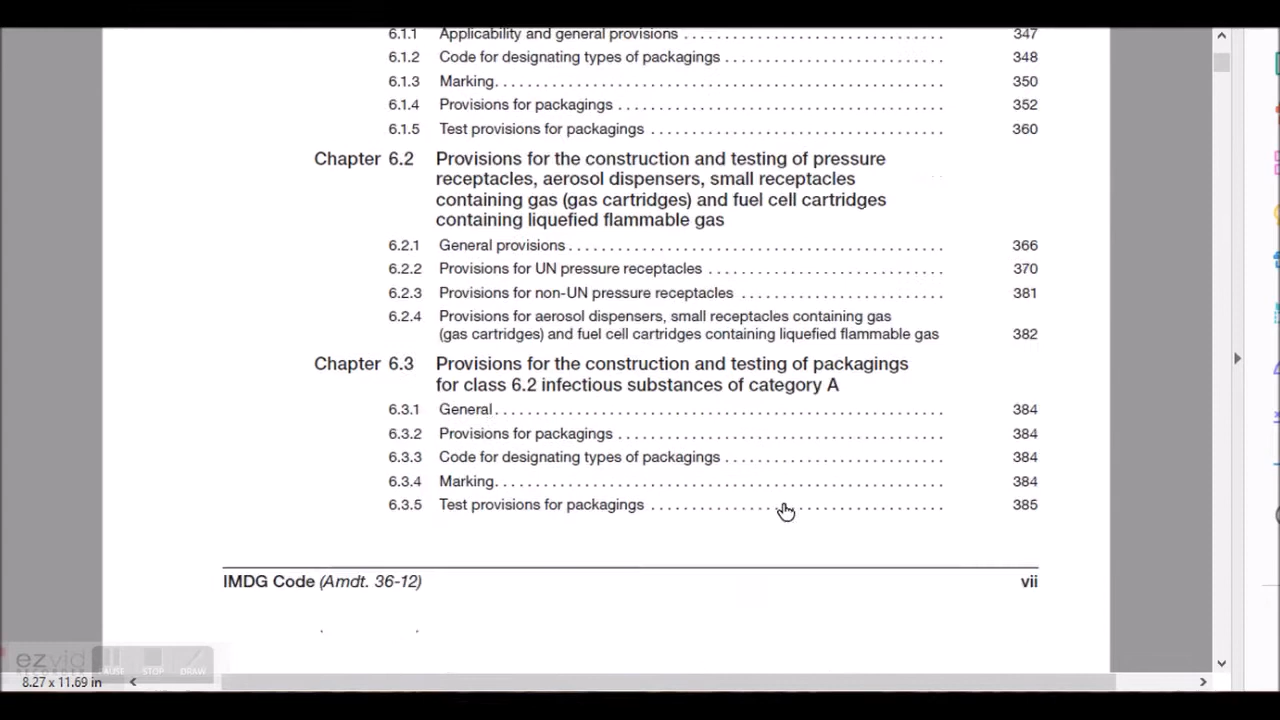 6.1.1 Applicability and general provisions . . . . . . . . . . . . . . . . . . . . . . . . . . . . . . . 347
6.1.2 Code for designating types of packagings . . . . . . . . . . . . . . . . . . . . . . . . . . 348
6.1.3 Marking. . . . . . . . . . . . . . . . . . . . . . . . . . . . . . . . . . . . . . . . . . . . . . . . . . . . . 350
6.1.4 Provisions for packagings . . . . . . . . . . . . . . . . . . . . . . . . . . . . . . . . . . . . . . . 352
6.1.5 Test provisions for packagings . . . . . . . . . . . . . . . . . . . . . . . . . . . . . . . . . . . 360
Chapter 6.2 Provisions for the construction and testing of pressure
receptacles, aerosol dispensers, small receptacles
containing gas (gas cartridges) and fuel cell cartridges
containing liquefied flammable gas
6.2.1 General provisions . . . . . . . . . . . . . . . . . . . . . . . . . . . . . . . . . . . . . . . . . . . . . 366
6.2.2 Provisions for UN pressure receptacles . . . . . . . . . . . . . . . . . . . . . . . . . . . . 370
6.2.3 Provisions for non-UN pressure receptacles . . . . . . . . . . . . . . . . . . . . . . . . 381
6.2.4 Provisions for aerosol dispensers, small receptacles containing gas
(gas cartridges) and fuel cell cartridges containing liquefied flammable gas 382
Chapter 6.3 Provisions for the construction and testing of packagings
for class 6.2 infectious substances of category A
6.3.1 General. . . . . . . . . . . . . . . . . . . . . . . . . . . . . . . . . . . . . . . . . . . . . . . . . . . . . 384
6.3.2 Provisions for packagings . . . . . . . . . . . . . . . . . . . . . . . . . . . . . . . . . . . . . . . 384
6.3.3 Code for designating types of packagings . . . . . . . . . . . . . . . . . . . . . . . . . . 384
6.3.4 Marking. . . . . . . . . . . . . . . . . . . . . . . . . . . . . . . . . . . . . . . . . . . . . . . . . . . . . 384
6.3.5 Test provisions for packagings . . . . . . . . . . . . . . . . . . . . . . . . . . . . . . . . . . . 385
IMDG Code (Amdt. 36-12) vii
ezvid
STOP DRAW
8.27 x 11.69 in